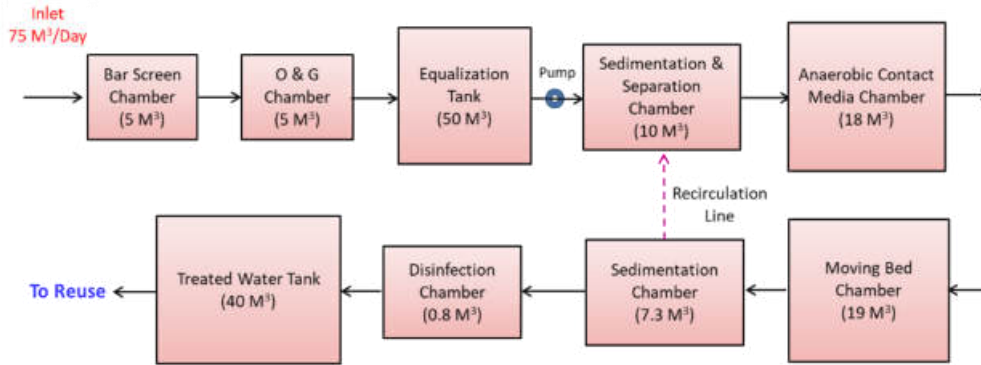 Inlet
75 M³/Day
Bar Screen
Chamber
(5 M³)
O & G
Chamber
(5 M³)
Equalization
Tank
(50 M³)
Pump
Sedimentation &
Separation
Chamber
(10 M³)
Anaerobic Contact
Media Chamber
(18 M³)
Recirculation
Line
To Reuse
Treated Water Tank
(40 M³)
Disinfection
Chamber
(0.8 M³)
Sedimentation
Chamber
(7.3 M³)
Moving Bed
Chamber
(19 M³)